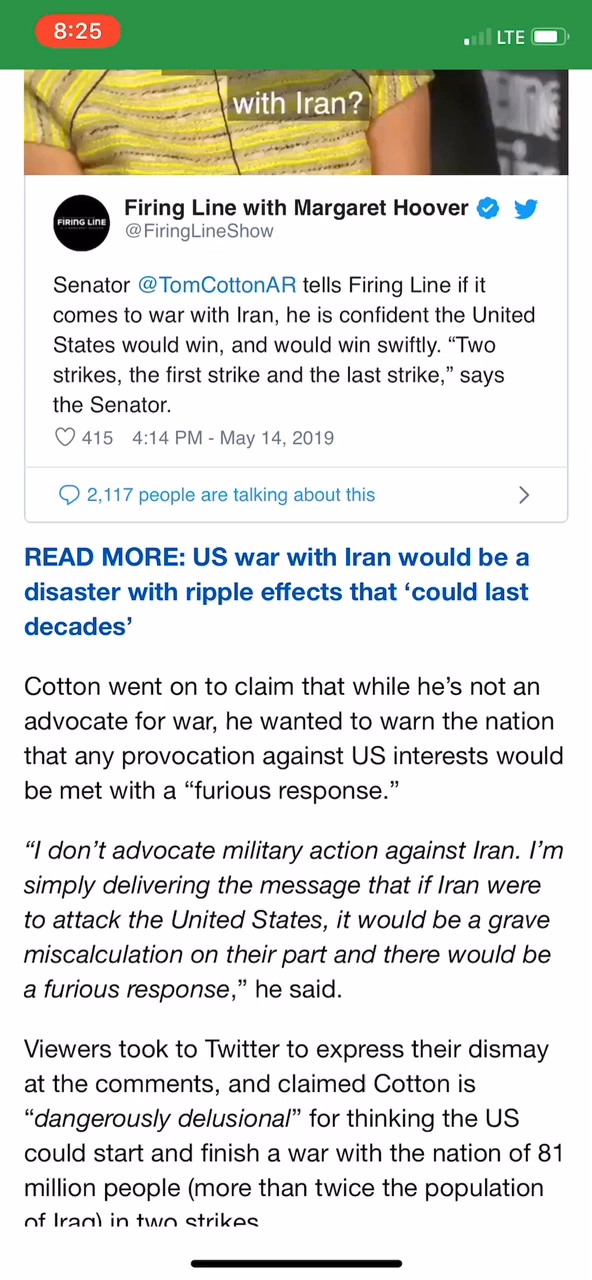 8:25
LTE
with Iran?
FIRING LINE
Firing Line with Margaret Hoover
@FiringLineShow
Senator @TomCottonAR tells Firing Line if it
comes to war with Iran, he is confident the United
States would win, and would win swiftly. “Two
strikes, the first strike and the last strike,” says
the Senator.
415 4:14 PM - May 14, 2019
2,117 people are talking about this
READ MORE: US war with Iran would be a
disaster with ripple effects that ‘could last
decades’
Cotton went on to claim that while he’s not an
advocate for war, he wanted to warn the nation
that any provocation against US interests would
be met with a “furious response.”
“I don’t advocate military action against Iran. I’m
simply delivering the message that if Iran were
to attack the United States, it would be a grave
miscalculation on their part and there would be
a furious response,” he said.
Viewers took to Twitter to express their dismay
at the comments, and claimed Cotton is
“dangerously delusional” for thinking the US
could start and finish a war with the nation of 81
million people (more than twice the population
of Iraq) in two strikes